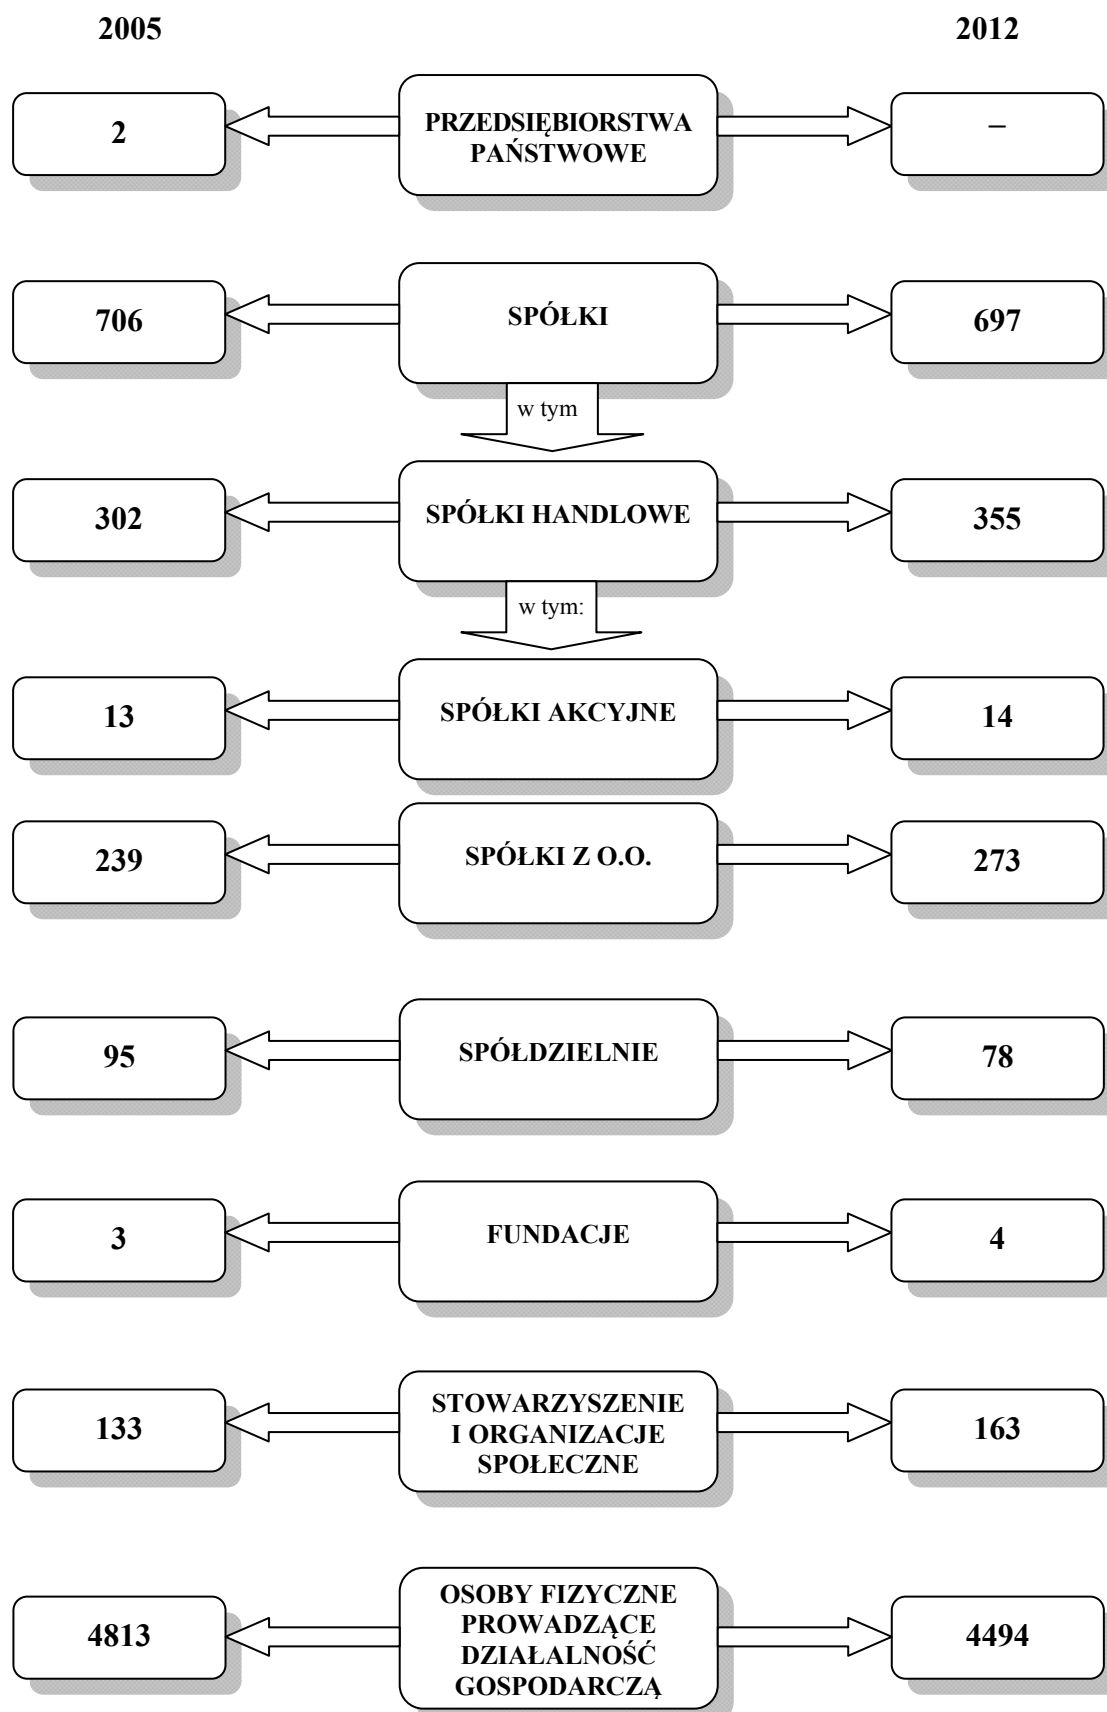 2005 2012
2
PRZEDSIĘBIORSTWA
PAŃSTWOWE
–
706
SPÓŁKI
697
w tym
302
SPÓŁKI HANDLOWE
355
w tym:
13
SPÓŁKI AKCYJNE
14
239
SPÓŁKI Z O.O.
273
95
SPÓŁDZIELNIE
78
3
FUNDACJE
4
133
STOWARZYSZENIE
I ORGANIZACJE
SPOŁECZNE
163
4813
OSOBY FIZYCZNE
PROWADZĄCE
DZIAŁALNOŚĆ
GOSPODARCZĄ
4494